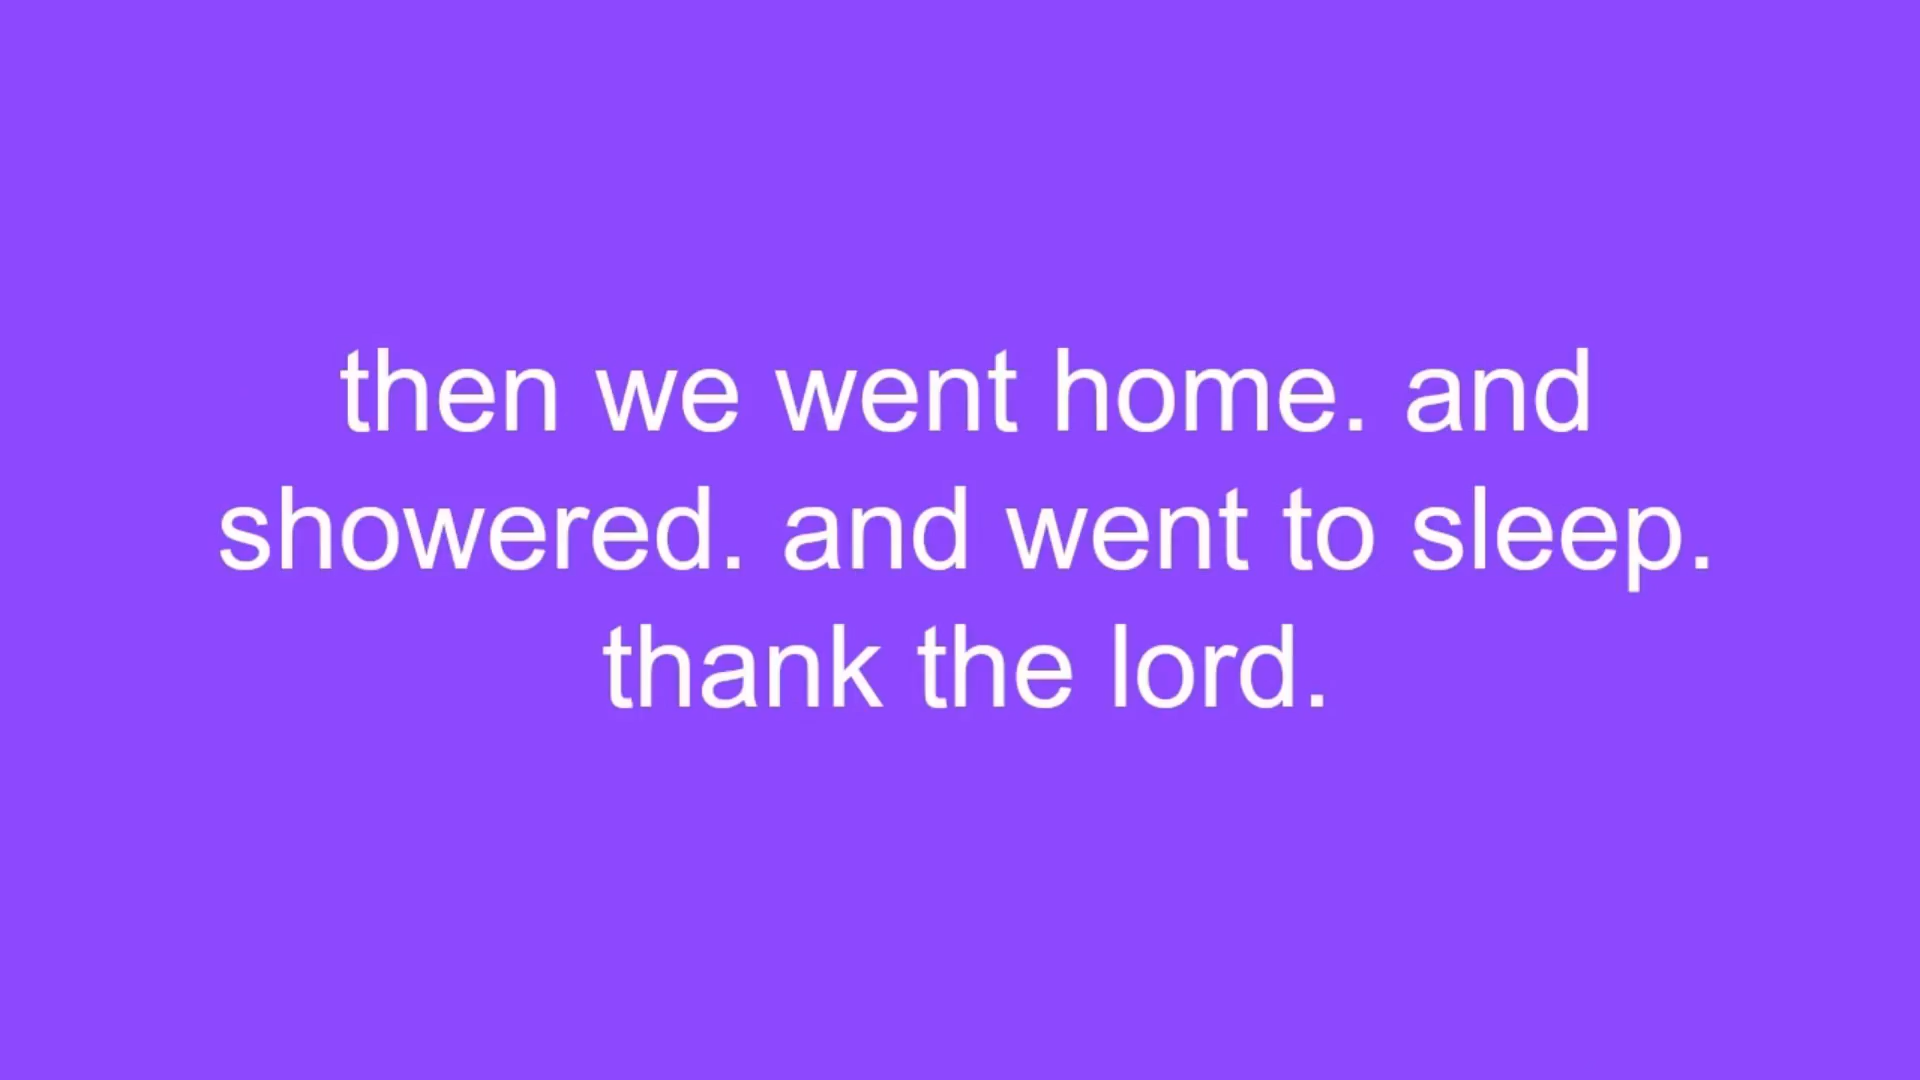 then we went home. and
showered. and went to sleep.
thank the lord.